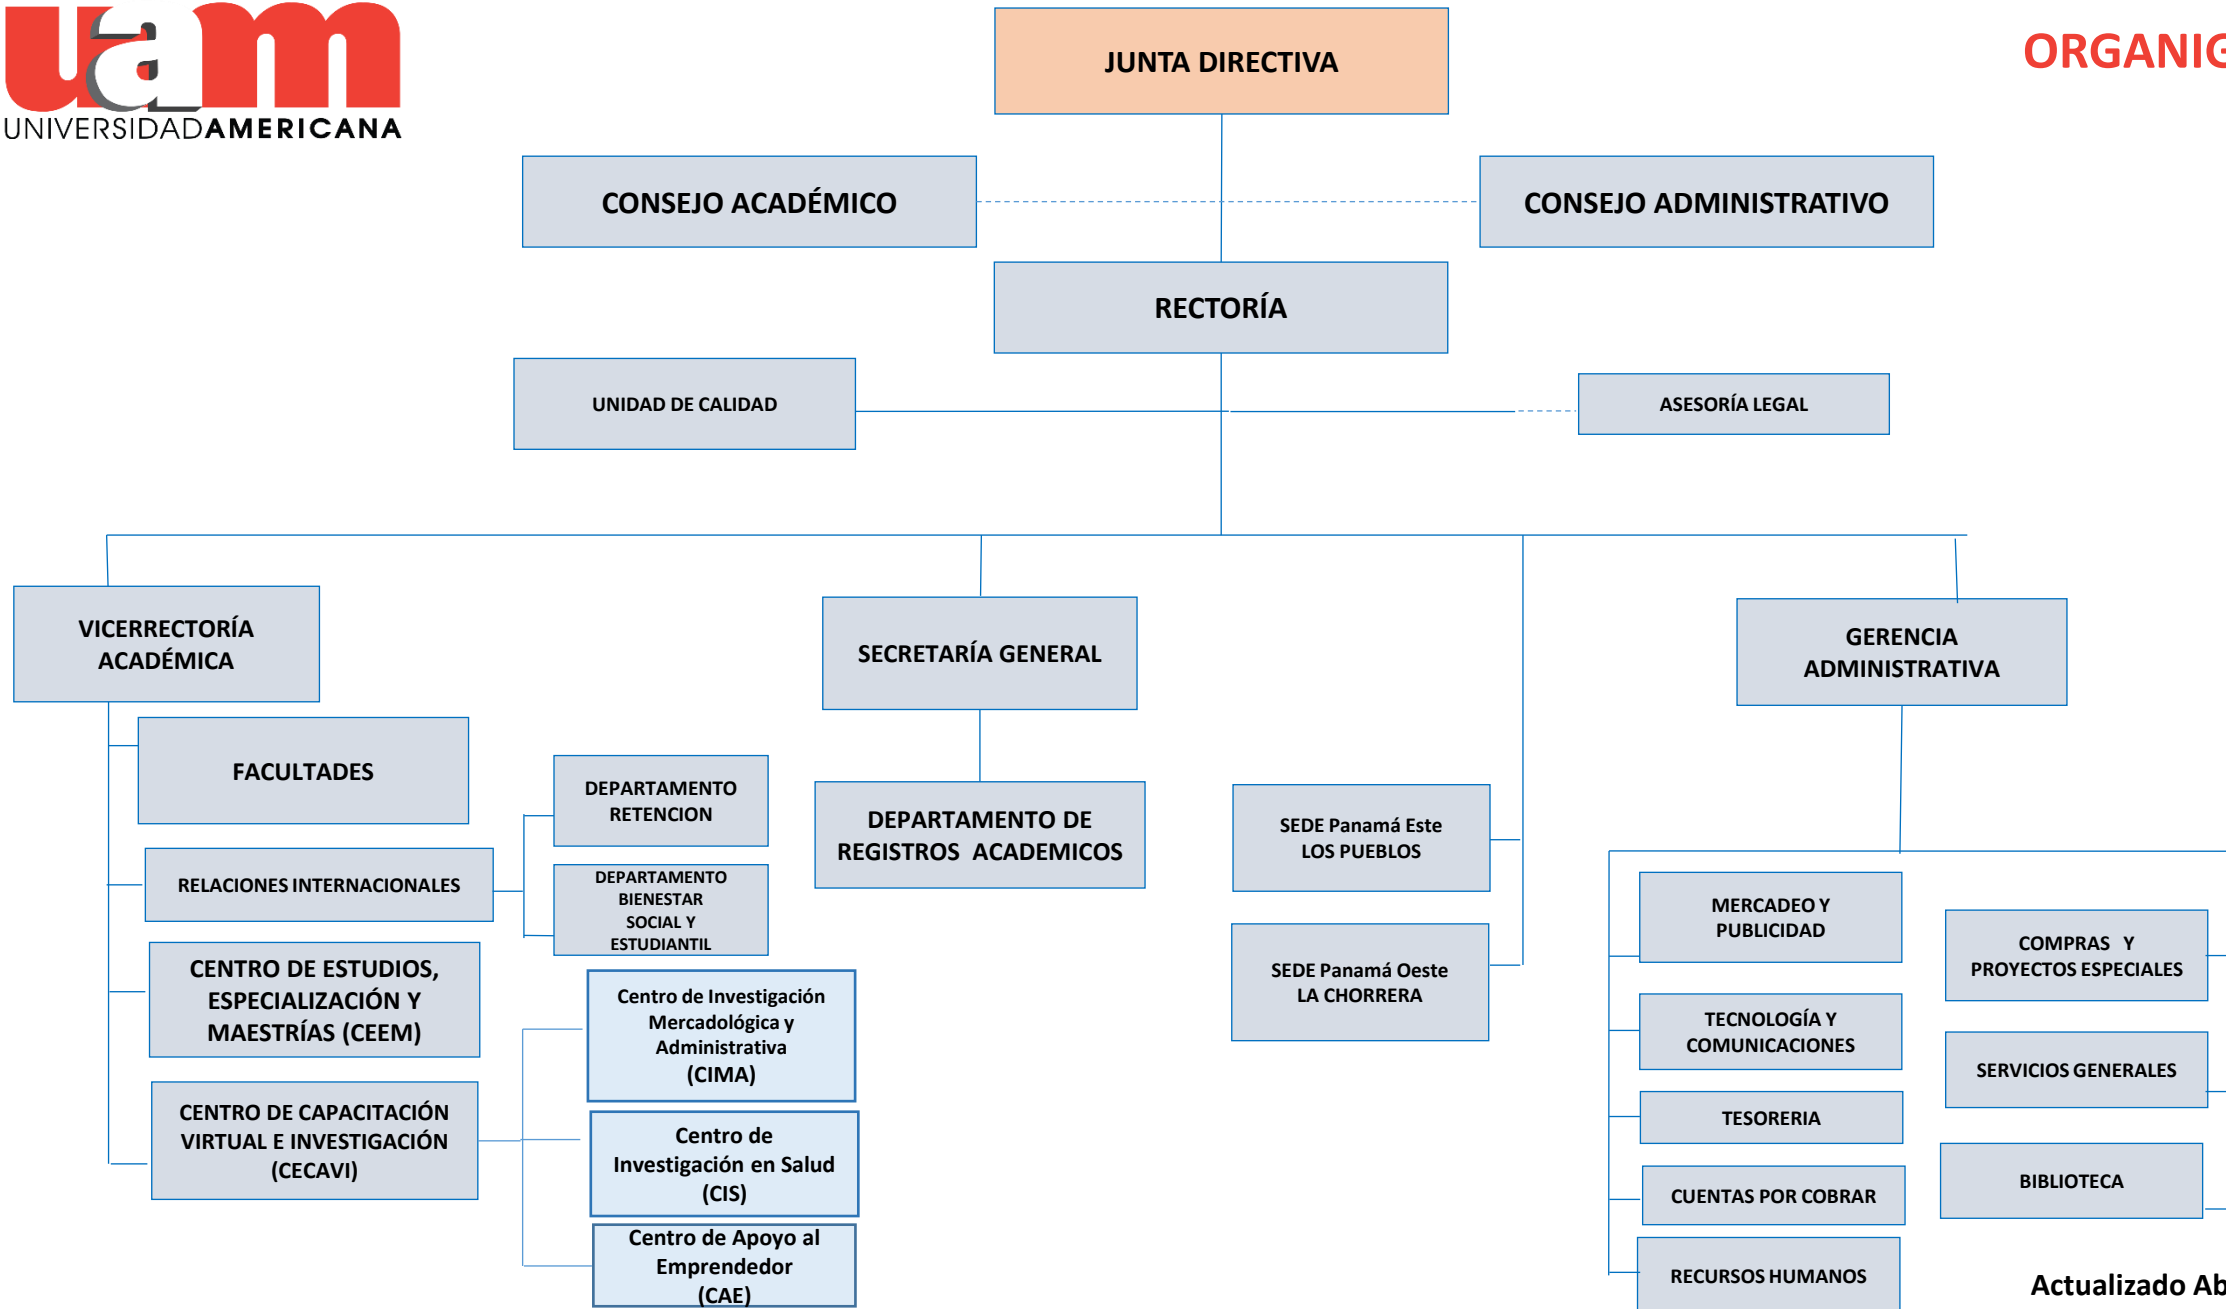 uam
UNIVERSIDADAMERICANA
JUNTA DIRECTIVA
CONSEJO ACADÉMICO
CONSEJO ADMINISTRATIVO
RECTORÍA
UNIDAD DE CALIDAD
ASESORÍA LEGAL
VICERRECTORÍA
ACADÉMICA
SECRETARÍA GENERAL
GERENCIA
ADMINISTRATIVA
FACULTADES
RELACIONES INTERNACIONALES
DEPARTAMENTO
RETENCION
DEPARTAMENTO
BIENESTAR
SOCIAL Y
ESTUDIANTIL
CENTRO DE ESTUDIOS,
ESPECIALIZACIÓN Y
MAESTRÍAS (CEEM)
CENTRO DE CAPACITACIÓN
VIRTUAL E INVESTIGACIÓN
(CECAVI)
Centro de Investigación
Mercadológica y
Administrativa
(CIMA)
Centro de
Investigación en Salud
(CIS)
Centro de Apoyo al
Emprendedor
(CAE)
DEPARTAMENTO DE
REGISTROS ACADEMICOS
SEDE Panamá Este
LOS PUEBLOS
SEDE Panamá Oeste
LA CHORRERA
MERCADEO Y
PUBLICIDAD
TECNOLOGÍA Y
COMUNICACIONES
TESORERIA
CUENTAS POR COBRAR
RECURSOS HUMANOS
COMPRAS Y
PROYECTOS ESPECIALES
SERVICIOS GENERALES
BIBLIOTECA
Actualizado